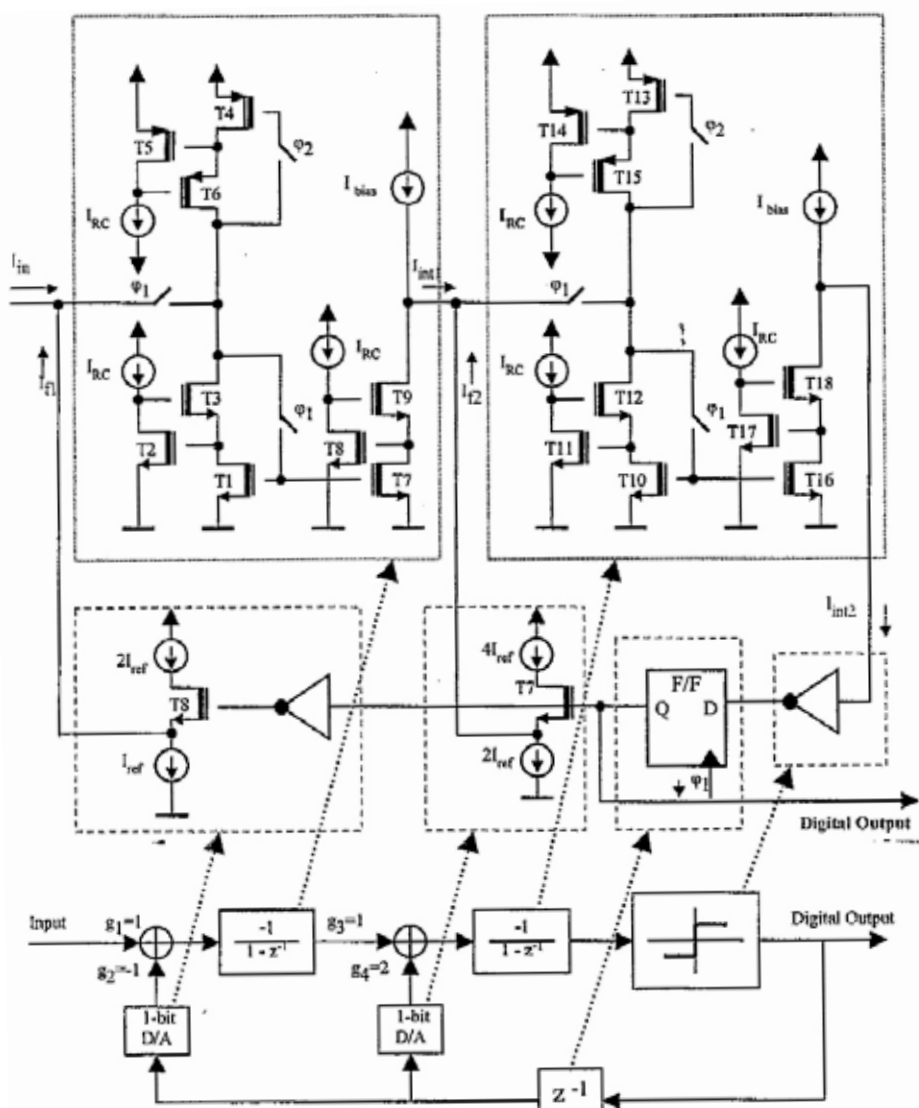 T4
T13
T5
T14
φ2
φ2
T6
T15
I bias
I bias
IRC
IRC
Iin
φ1
Iint1
φ1
If1
If2
IRC
IRC
IRC
IRC
T3
φ1
T9
T12
φ1
T18
T2
T8
T11
T17
T1
T7
T10
T16
Iint2
2Iref
4Iref
T8
T7
F/F
Q D
Iref
2Iref
φ1
Digital Output
Input
g1=1
-1
1 - z-1
g3=1
-1
1 - z-1
Digital Output
g2=-1
g4=2
1-bit
D/A
1-bit
D/A
z -1